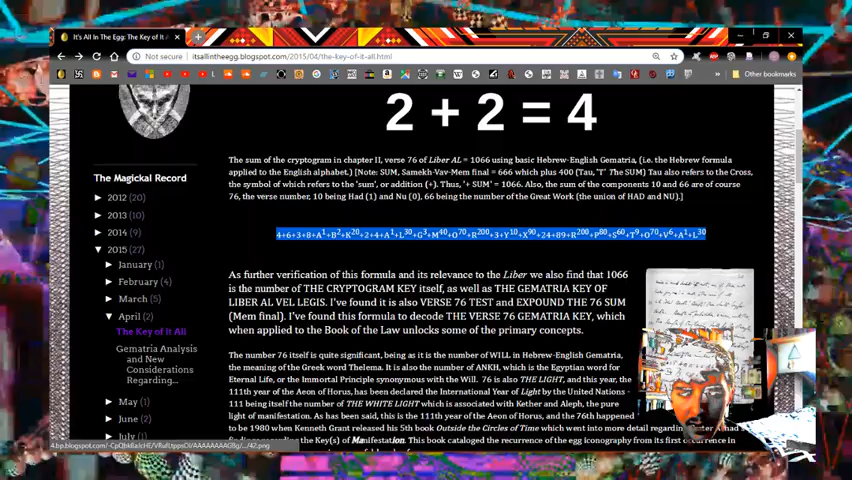 It's All In The Egg: The Key of It A
Not secure | itsallintheegg.blogspot.com/2015/04/the-key-of-it-all.html
Other bookmarks
2 + 2 = 4
The sum of the cryptogram in chapter II, verse 76 of Liber AL = 1066 using basic Hebrew-English Gematria, (i.e. the Hebrew formula
applied to the English alphabet.) [Note: SUM, Samekh-Vav-Mem final = 666 which plus 400 (Tau, 'T' The SUM) Tau also refers to the Cross,
the symbol of which refers to the 'sum', or addition (+). Thus, '+ SUM' = 1066. Also, the sum of the components 10 and 66 are of course
76, the verse number, 10 being Had (1) and Nu (0), 66 being the number of the Great Work (the union of HAD and NU).]
4+6+3+8+A1+B2+K20+2+4+A1+L30+G3+M40+O70+R200+3+Y10+X90+24+89+R200+P80+S60+T9+O70+V6+A1+L30
The Magickal Record
► 2012 (20)
► 2013 (10)
► 2014 (9)
▼ 2015 (27)
► January (1)
► February (4)
► March (5)
▼ April (2)
The Key of It All
Gematria Analysis
and New
Considerations
Regarding...
► May (1)
► June (2)
► July (1)
As further verification of this formula and its relevance to the Liber we also find that 1066
is the number of THE CRYPTOGRAM KEY itself, as well as THE GEMATRIA KEY OF
LIBER AL VEL LEGIS. I've found it is also VERSE 76 TEST and EXPOUND THE 76 SUM
(Mem final). I've found this formula to decode THE VERSE 76 GEMATRIA KEY, which
when applied to the Book of the Law unlocks some of the primary concepts.
The number 76 itself is quite significant, being as it is the number of WILL in Hebrew-English Gematria,
the meaning of the Greek word Thelema. It is also the number of ANKH, which is the Egyptian word for
Eternal Life, or the Immortal Principle synonymous with the Will. 76 is also THE LIGHT, and this year, the
111th year of the Aeon of Horus, has been declared the International Year of Light by the United Nations -
111 being itself the number of THE WHITE LIGHT which is associated with Kether and Aleph, the pure
light of manifestation. As has been said, this is the 111th year of the Aeon of Horus, and the 76th happened
to be 1980 when Kenneth Grant released his 5th book Outside the Circles of Time which went into more detail regarding
the Key(s) of Manifestation. This book cataloged the recurrence of the egg iconography from its first occurrence in